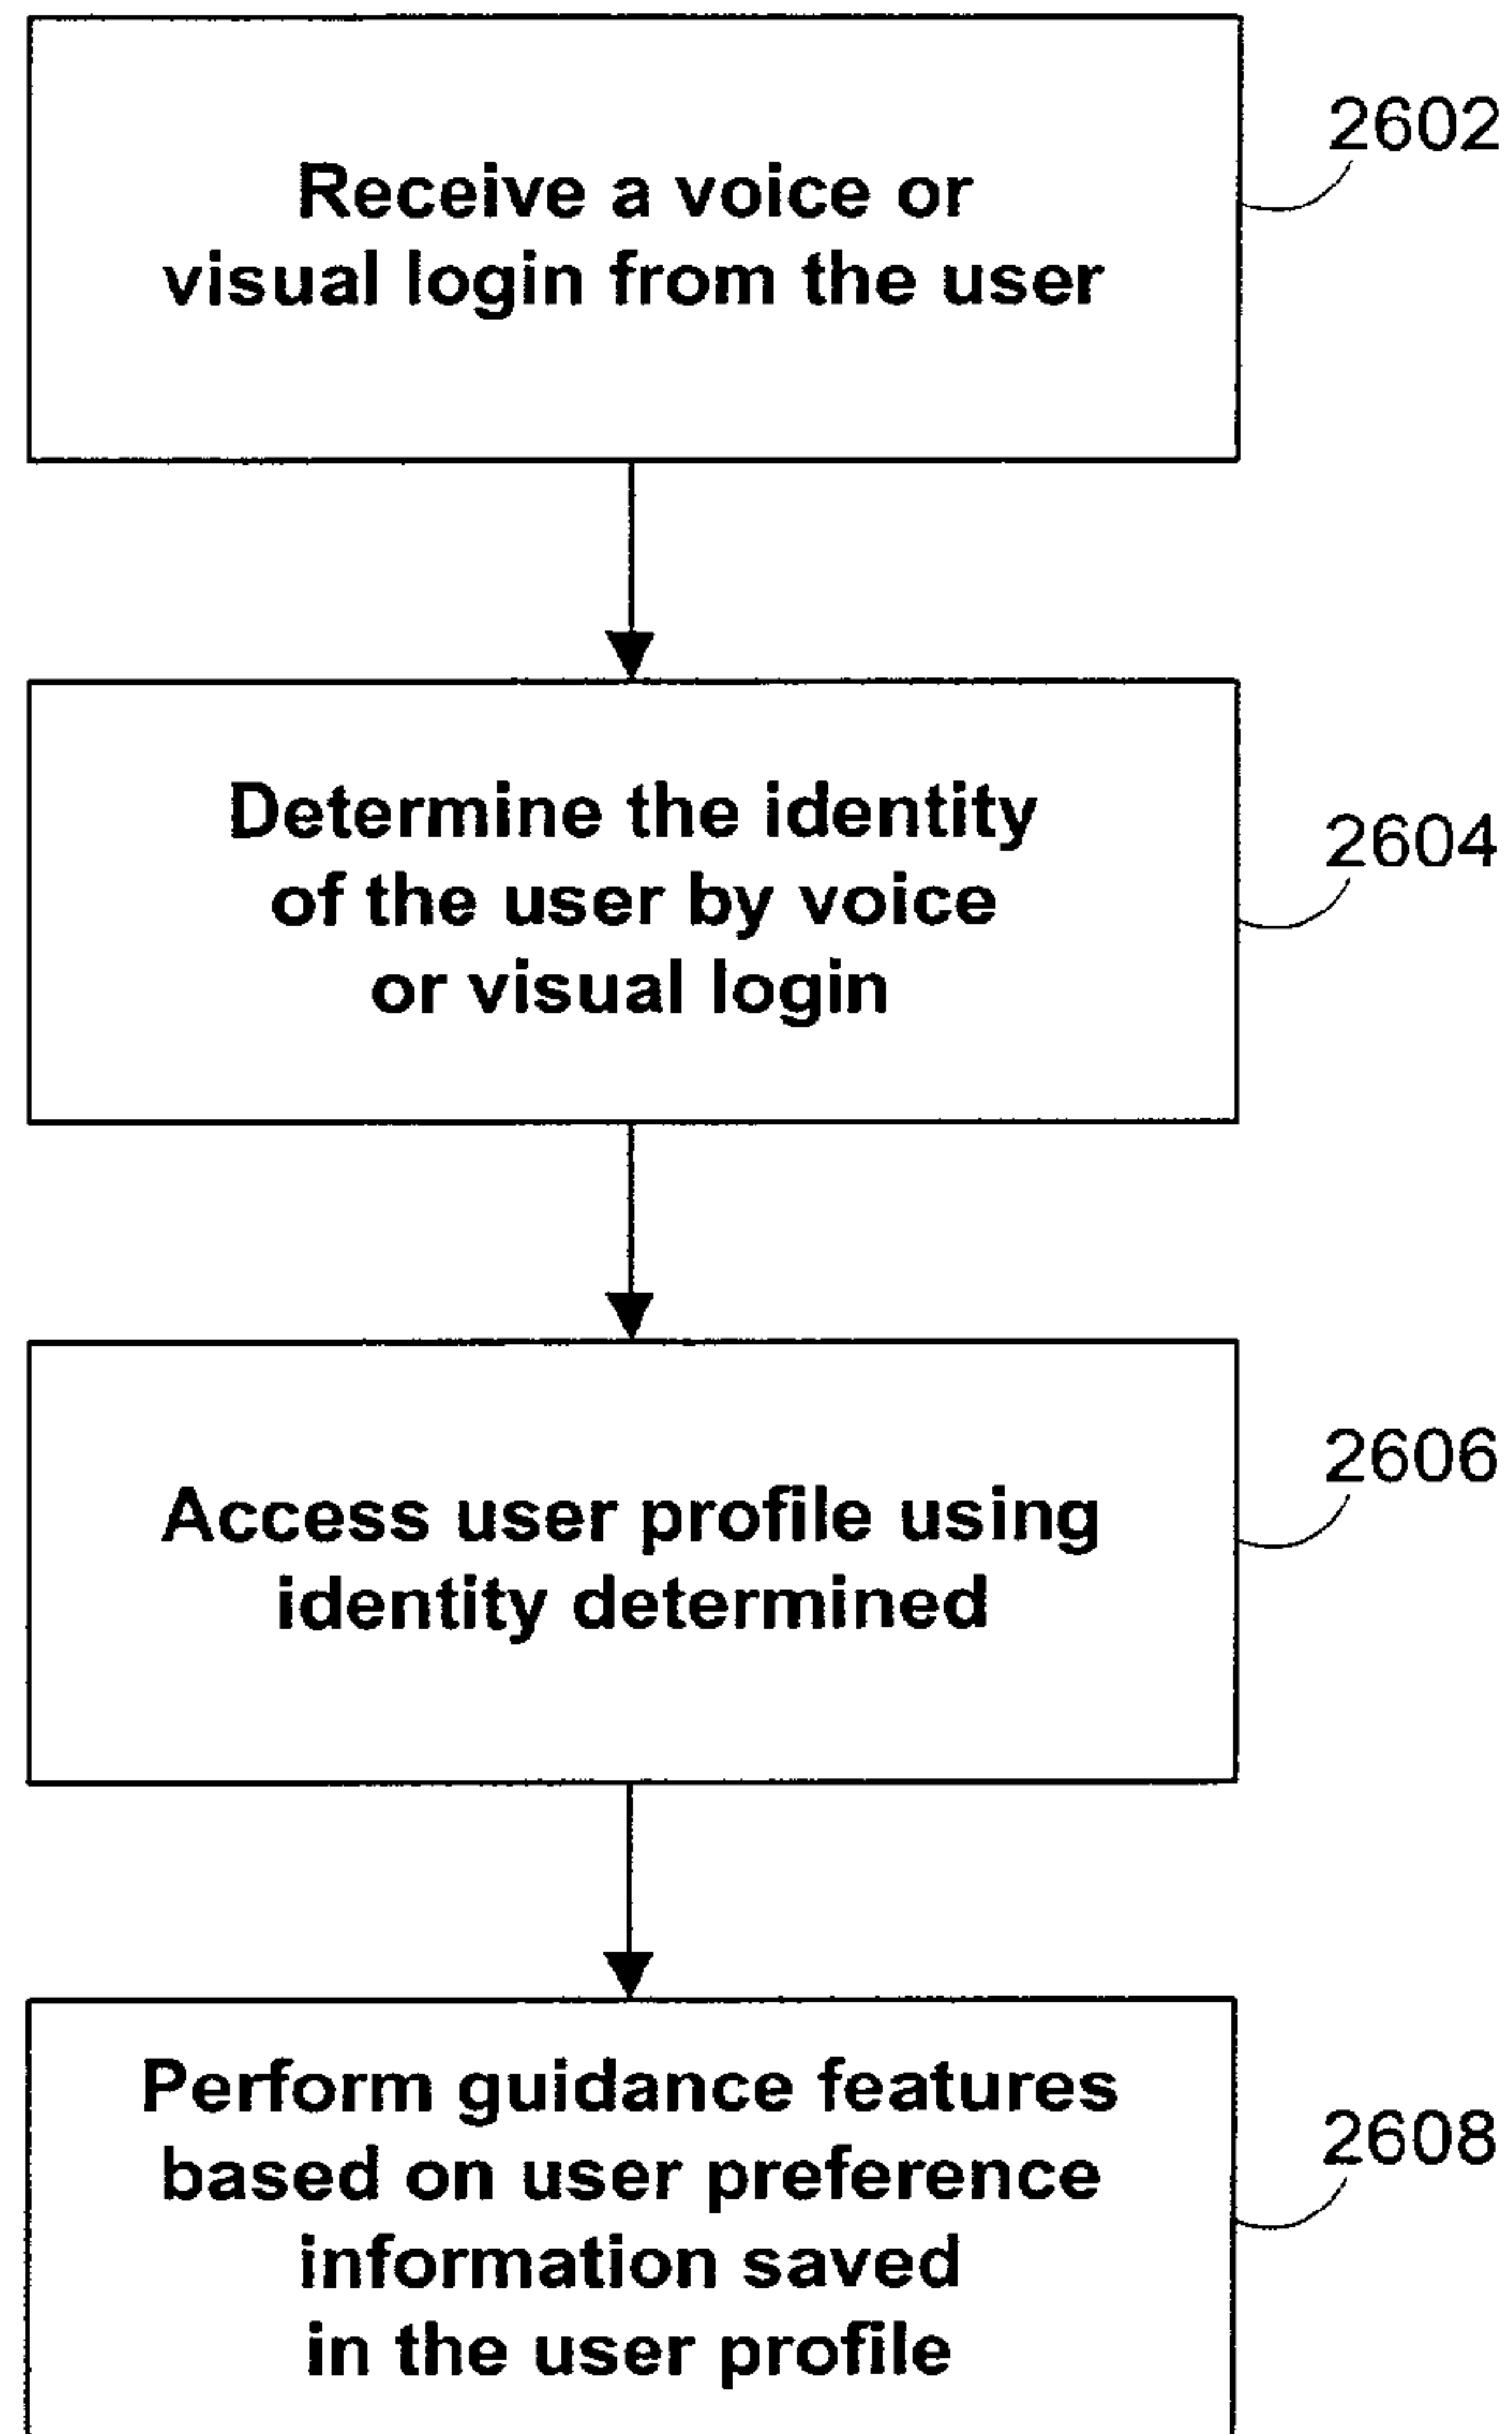 Receive a voice or
visual login from the user
2602
Determine the identity
of the user by voice
or visual login
2604
Access user profile using
identity determined
2606
Perform guidance features
based on user preference
information saved
in the user profile
2608